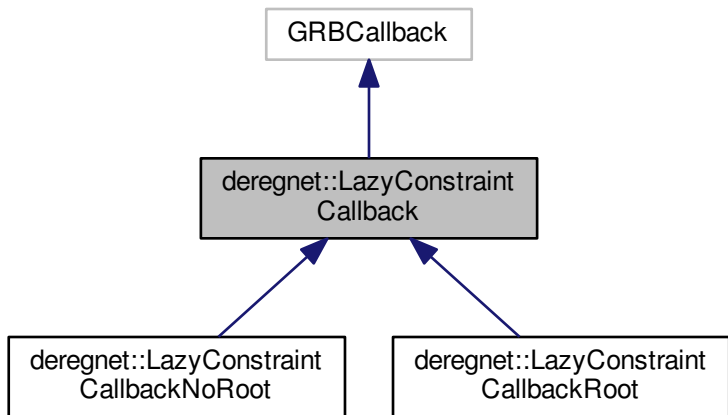 GRBCallback
deregnet::LazyConstraint
Callback
deregnet::LazyConstraint
CallbackNoRoot
deregnet::LazyConstraint
CallbackRoot